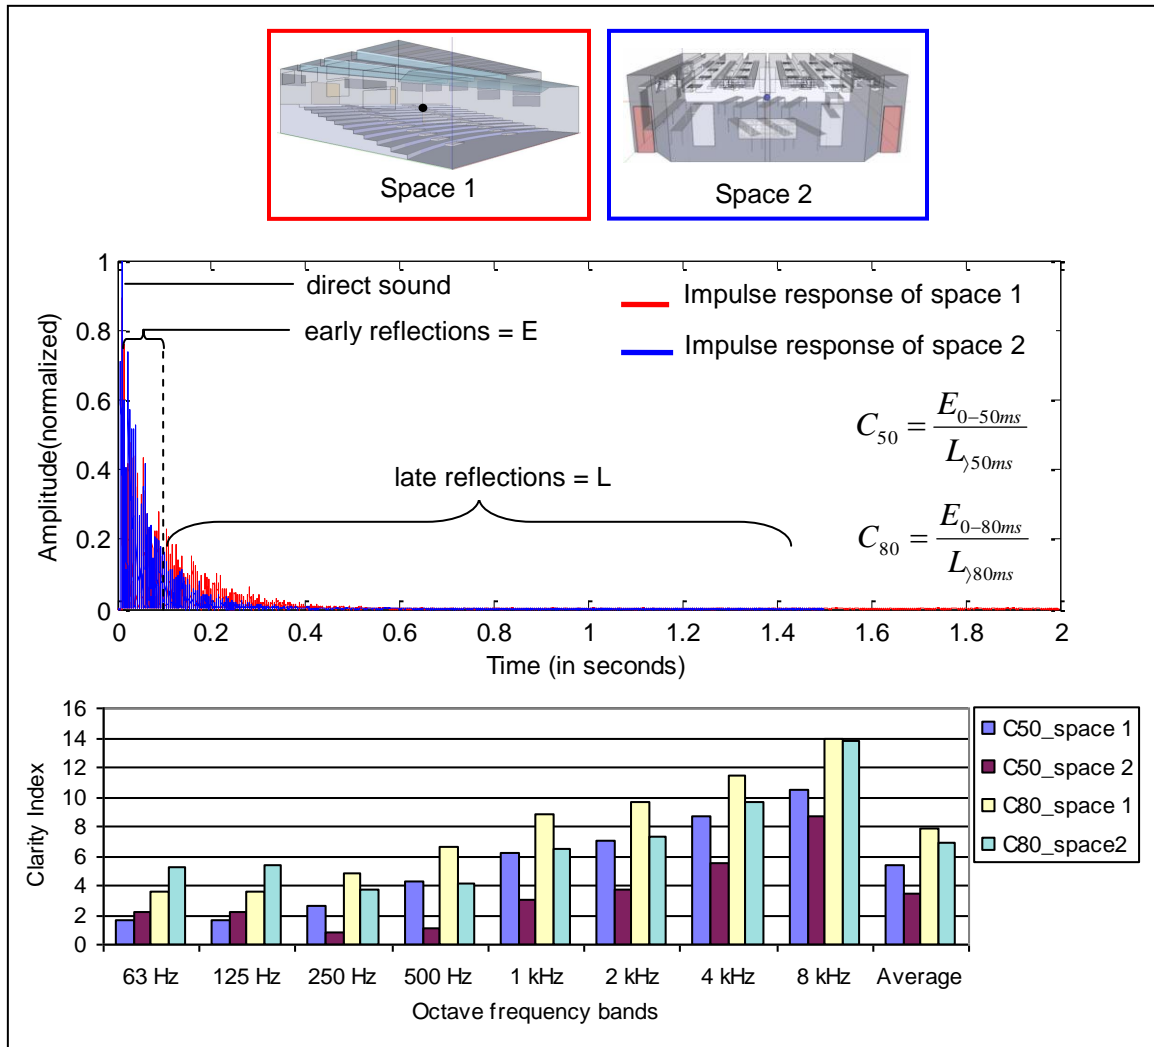 Space 1
Space 2
1
0.8
0.6
0.4
0.2
0
Amplitude(normalized)
direct sound
early reflections = E
late reflections = L
Impulse response of space 1
Impulse response of space 2
C50 = E0−50ms / L⟩50ms
C80 = E0−80ms / L⟩80ms
0 0.2 0.4 0.6 0.8 1 1.2 1.4 1.6 1.8 2
Time (in seconds)
16
14
12
10
8
6
4
2
0
Clarity Index
C50_space 1
C50_space 2
C80_space 1
C80_space2
63 Hz 125 Hz 250 Hz 500 Hz 1 kHz 2 kHz 4 kHz 8 kHz Average
Octave frequency bands